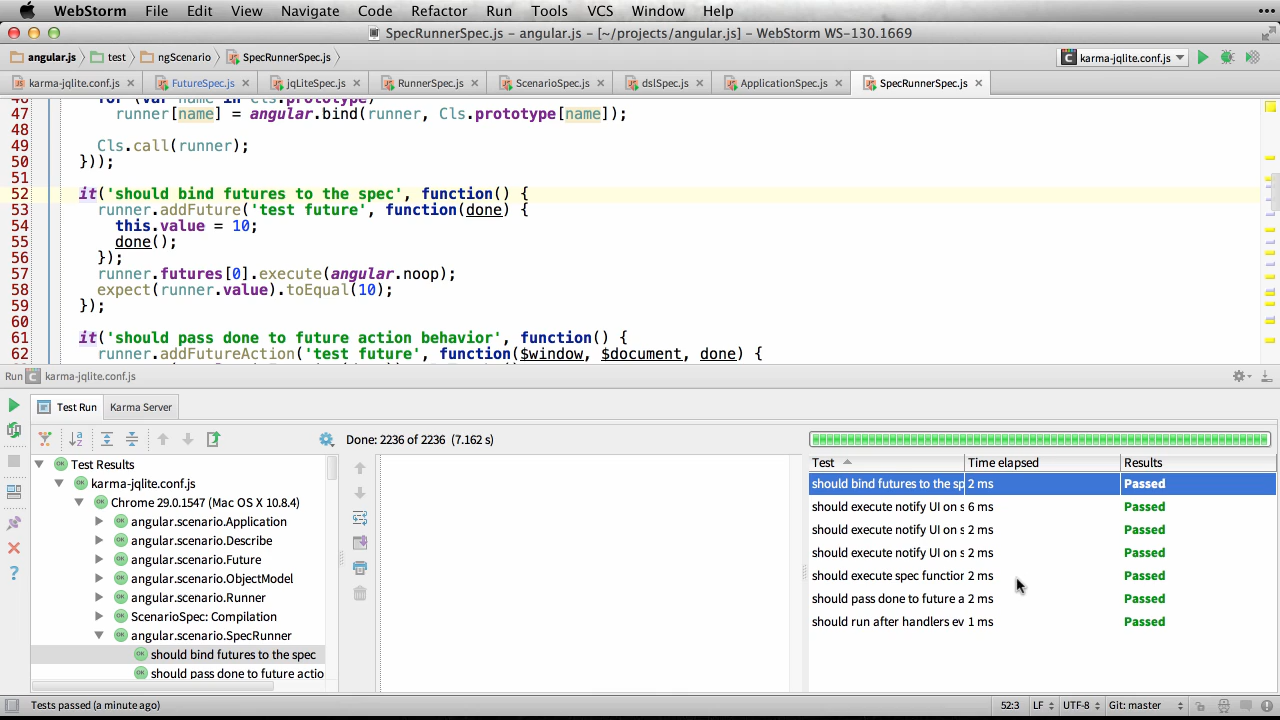 WebStorm File Edit View Navigate Code Refactor Run Tools VCS Window Help
SpecRunnerSpec.js – angular.js – [~/projects/angular.js] – WebStorm WS-130.1669
angular.js test ngScenario SpecRunnerSpec.js karma-jqlite.conf.js
karma-jqlite.conf.js FutureSpec.js jqLiteSpec.js RunnerSpec.js ScenarioSpec.js dslSpec.js ApplicationSpec.js SpecRunnerSpec.js
46 for (var name in Cls.prototype)
47 runner[name] = angular.bind(runner, Cls.prototype[name]);
48
49 Cls.call(runner);
50 }));
51
52 it('should bind futures to the spec', function() {
53 runner.addFuture('test future', function(done) {
54 this.value = 10;
55 done();
56 });
57 runner.futures[0].execute(angular.noop);
58 expect(runner.value).toEqual(10);
59 });
60
61 it('should pass done to future action behavior', function() {
62 runner.addFutureAction('test future', function($window, $document, done) {
Run karma-jqlite.conf.js
Test Run Karma Server
Done: 2236 of 2236 (7.162 s)
Test Results
karma-jqlite.conf.js
Chrome 29.0.1547 (Mac OS X 10.8.4)
angular.scenario.Application
angular.scenario.Describe
angular.scenario.Future
angular.scenario.ObjectModel
angular.scenario.Runner
ScenarioSpec: Compilation
angular.scenario.SpecRunner
should bind futures to the spec
should pass done to future actio
Test Time elapsed Results
should bind futures to the sp 2 ms Passed
should execute notify UI on s 6 ms Passed
should execute notify UI on s 2 ms Passed
should execute notify UI on s 2 ms Passed
should execute spec function 2 ms Passed
should pass done to future a 2 ms Passed
should run after handlers ev 1 ms Passed
Tests passed (a minute ago) 52:3 LF UTF-8 Git: master